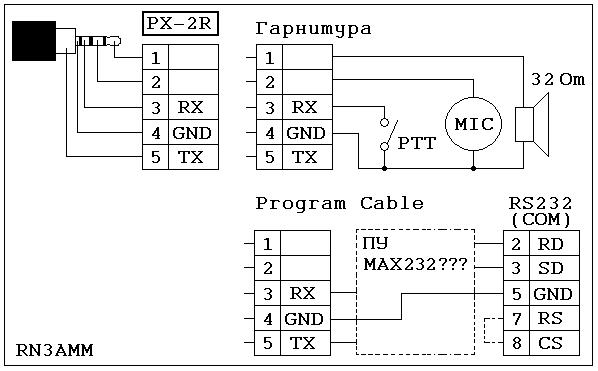 PX-2R
1
2
3 RX
4 GND
5 TX
Гарнитура
1
2
3 RX
4 GND
5 TX
PTT
MIC
32 Om
Program Cable
1
2
3 RX
4 GND
5 TX
ПУ
MAX232???
RS232
(COM)
2 RD
3 SD
5 GND
7 RS
8 CS
RN3AMM